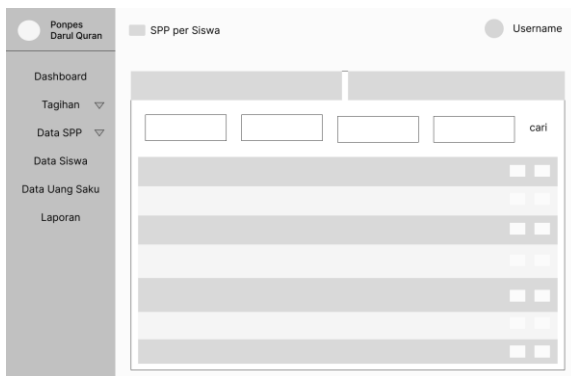 Ponpes
Darul Quran
SPP per Siswa
Username
Dashboard
Tagihan
Data SPP
Data Siswa
Data Uang Saku
Laporan
cari